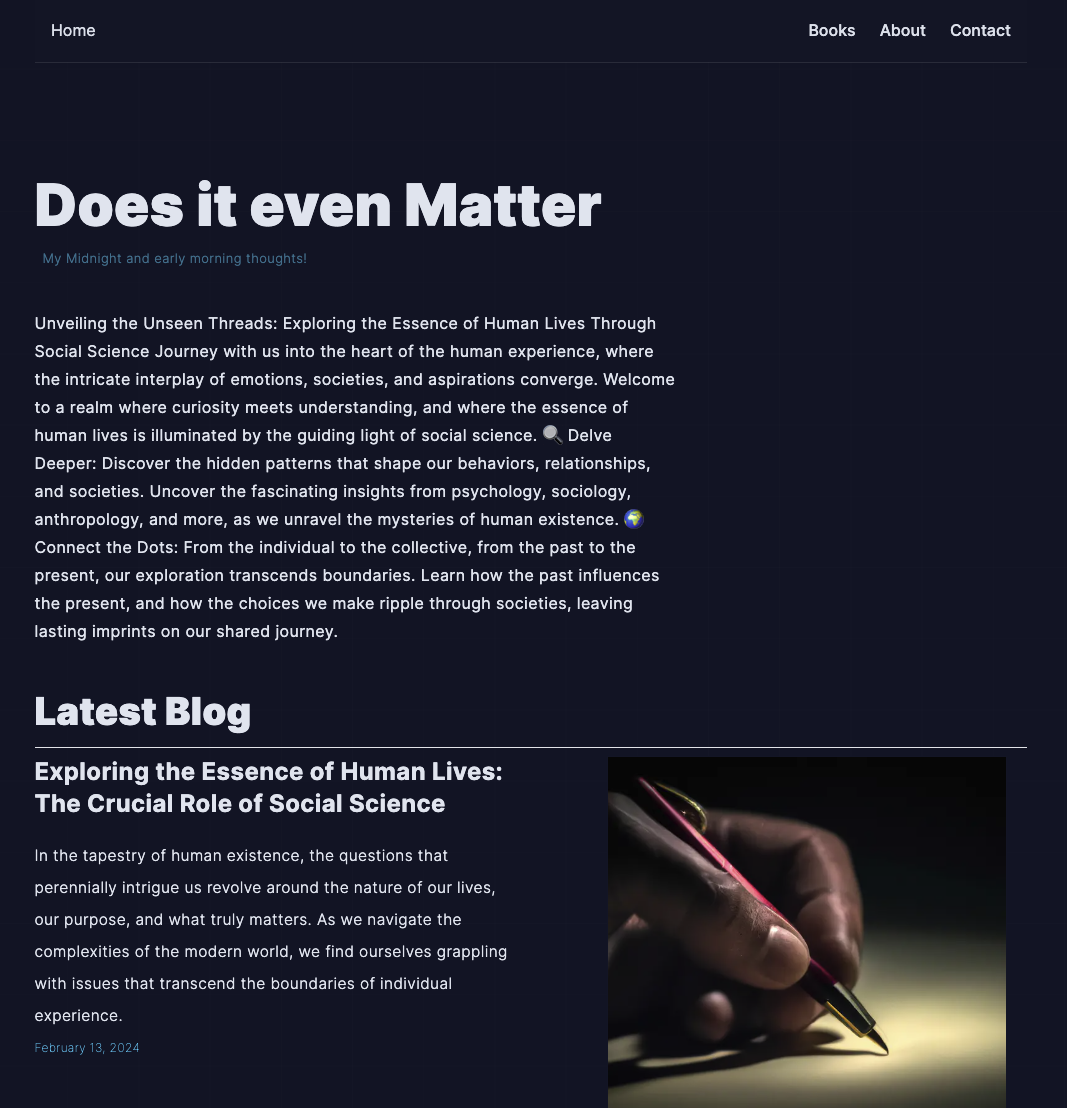 Home
Books About Contact
Does it even Matter
My Midnight and early morning thoughts!
Unveiling the Unseen Threads: Exploring the Essence of Human Lives Through
Social Science Journey with us into the heart of the human experience, where
the intricate interplay of emotions, societies, and aspirations converge. Welcome
to a realm where curiosity meets understanding, and where the essence of
human lives is illuminated by the guiding light of social science. 🔍 Delve
Deeper: Discover the hidden patterns that shape our behaviors, relationships,
and societies. Uncover the fascinating insights from psychology, sociology,
anthropology, and more, as we unravel the mysteries of human existence. 🌍
Connect the Dots: From the individual to the collective, from the past to the
present, our exploration transcends boundaries. Learn how the past influences
the present, and how the choices we make ripple through societies, leaving
lasting imprints on our shared journey.
Latest Blog
Exploring the Essence of Human Lives:
The Crucial Role of Social Science
In the tapestry of human existence, the questions that
perennially intrigue us revolve around the nature of our lives,
our purpose, and what truly matters. As we navigate the
complexities of the modern world, we find ourselves grappling
with issues that transcend the boundaries of individual
experience.
February 13, 2024